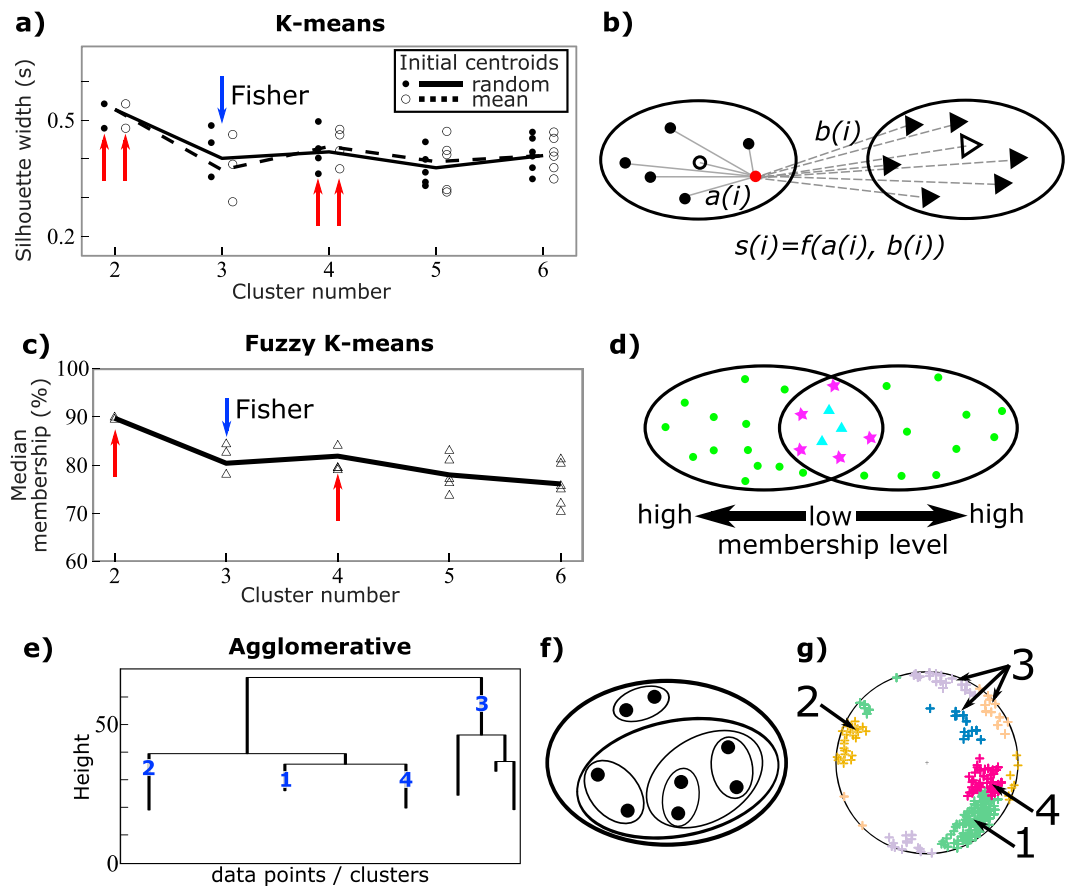 a)
K-means
Silhouette width (s)
0.5
0.2
Fisher
Initial centroids
random
mean
2 3 4 5 6
Cluster number
b)
b(i)
a(i)
s(i)=f(a(i), b(i))
c)
Fuzzy K-means
Median
membership (%)
100
90
80
70
60
Fisher
2 3 4 5 6
Cluster number
d)
high low high
membership level
e)
Agglomerative
Height
50
0
2
1
4
3
data points / clusters
f)
g)
3
2
4
1